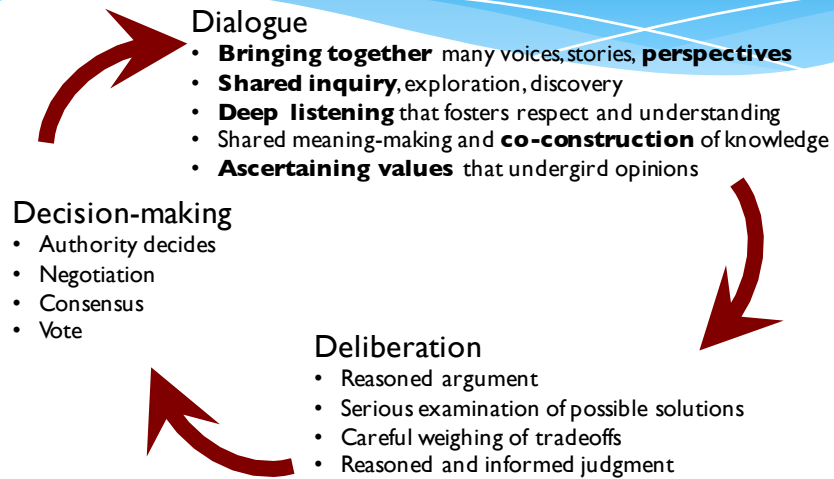 Dialogue
• Bringing together many voices, stories, perspectives
• Shared inquiry, exploration, discovery
• Deep listening that fosters respect and understanding
• Shared meaning-making and co-construction of knowledge
• Ascertaining values that undergird opinions
Decision-making
• Authority decides
• Negotiation
• Consensus
• Vote
Deliberation
• Reasoned argument
• Serious examination of possible solutions
• Careful weighing of tradeoffs
• Reasoned and informed judgment